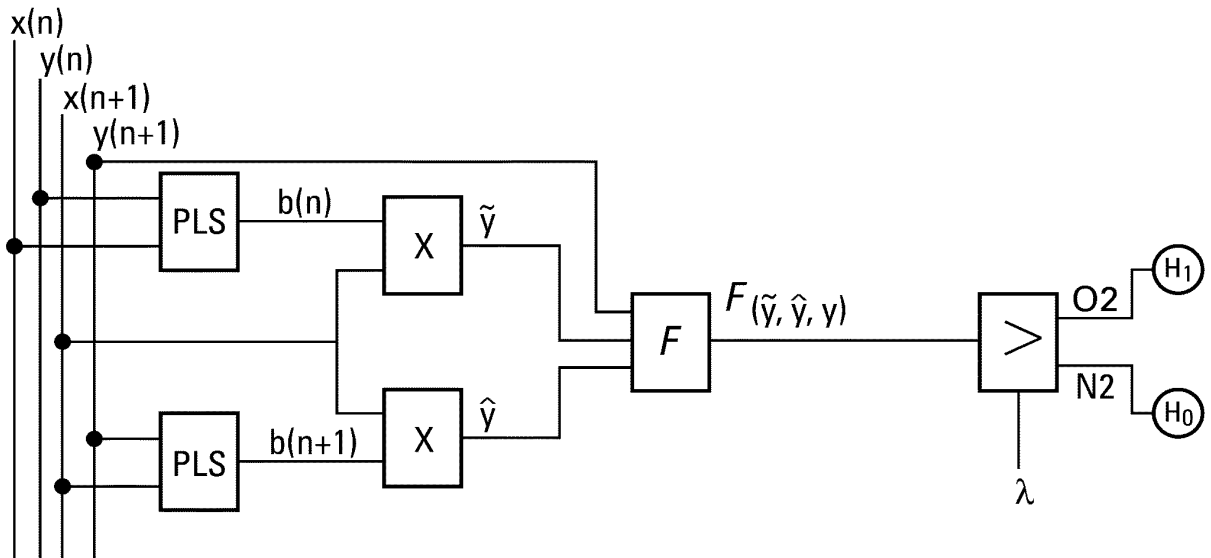 x(n)
y(n)
x(n+1)
y(n+1)
PLS
b(n)
X
ỹ
F
F(ỹ, ŷ, y)
>
O2
H₁
N2
H₀
λ
PLS
b(n+1)
X
ŷ